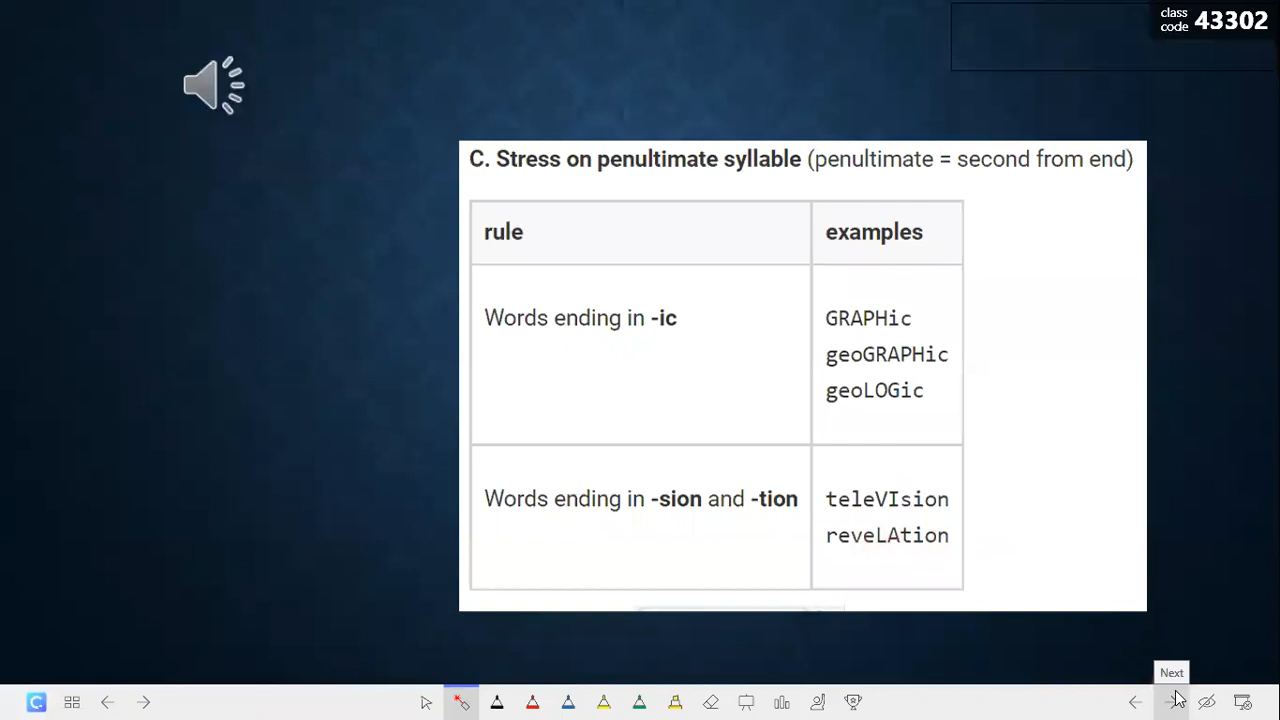 class
code 43302
C. Stress on penultimate syllable (penultimate = second from end)
rule examples
Words ending in -ic GRAPHic
geoGRAPHic
geoLOGic
Words ending in -sion and -tion teleVIsion
reveLAtion
Next